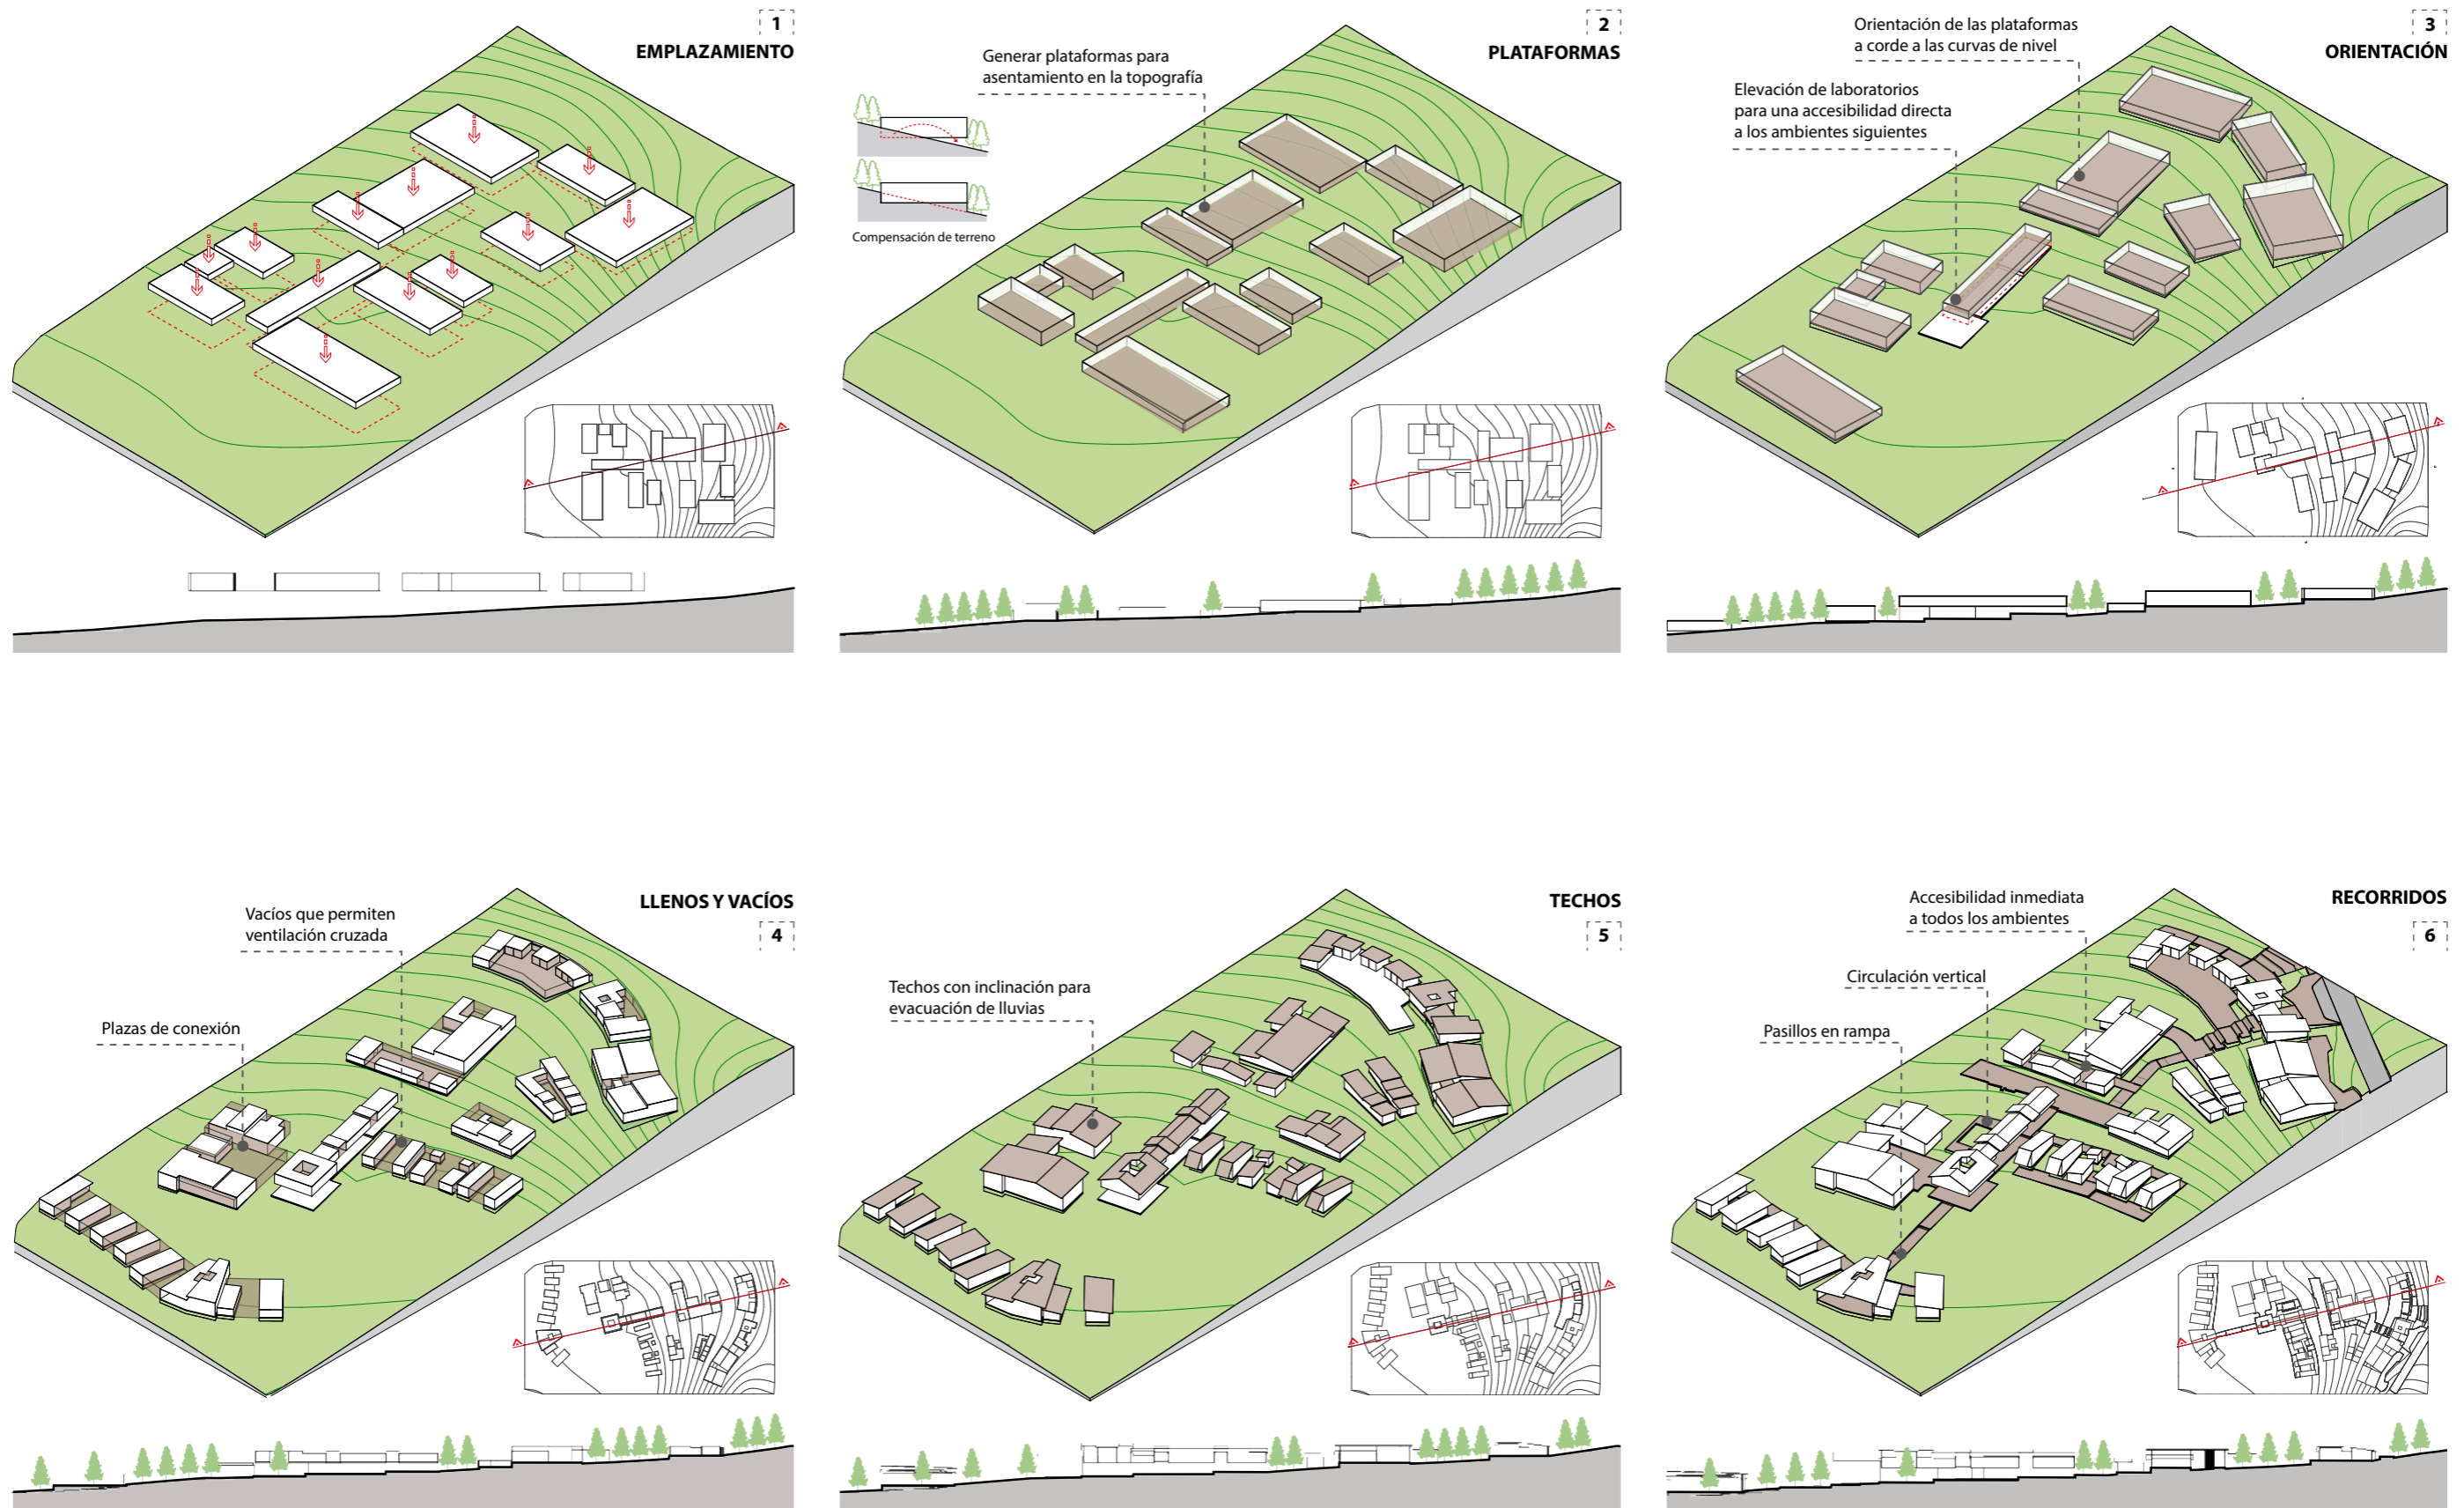 1
EMPLAZAMIENTO
2
PLATAFORMAS
Generar plataformas para
asentamiento en la topografía
Compensación de terreno
3
ORIENTACIÓN
Orientación de las plataformas
a corde a las curvas de nivel
Elevación de laboratorios
para una accesibilidad directa
a los ambientes siguientes
LLENOS Y VACÍOS
4
Vacíos que permiten
ventilación cruzada
Plazas de conexión
TECHOS
5
Techos con inclinación para
evacuación de lluvias
RECORRIDOS
6
Accesibilidad inmediata
a todos los ambientes
Circulación vertical
Pasillos en rampa